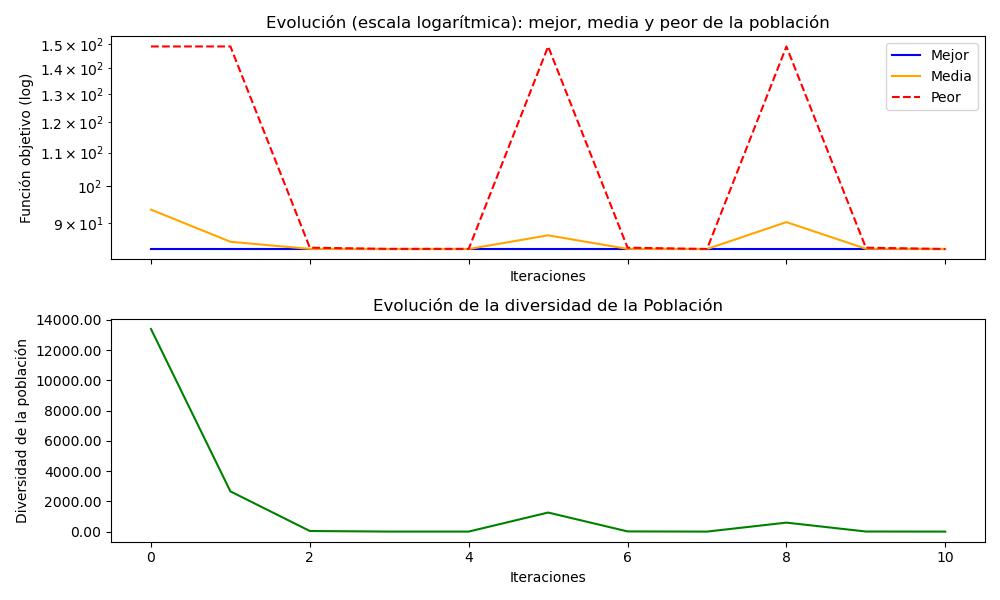 Evolución (escala logarítmica): mejor, media y peor de la población
Función objetivo (log)
1.5 × 10²
1.4 × 10²
1.3 × 10²
1.2 × 10²
1.1 × 10²
10²
9 × 10¹
Mejor
Media
Peor
Iteraciones
Evolución de la diversidad de la Población
Diversidad de la población
14000.00
12000.00
10000.00
8000.00
6000.00
4000.00
2000.00
0.00
0 2 4 6 8 10
Iteraciones